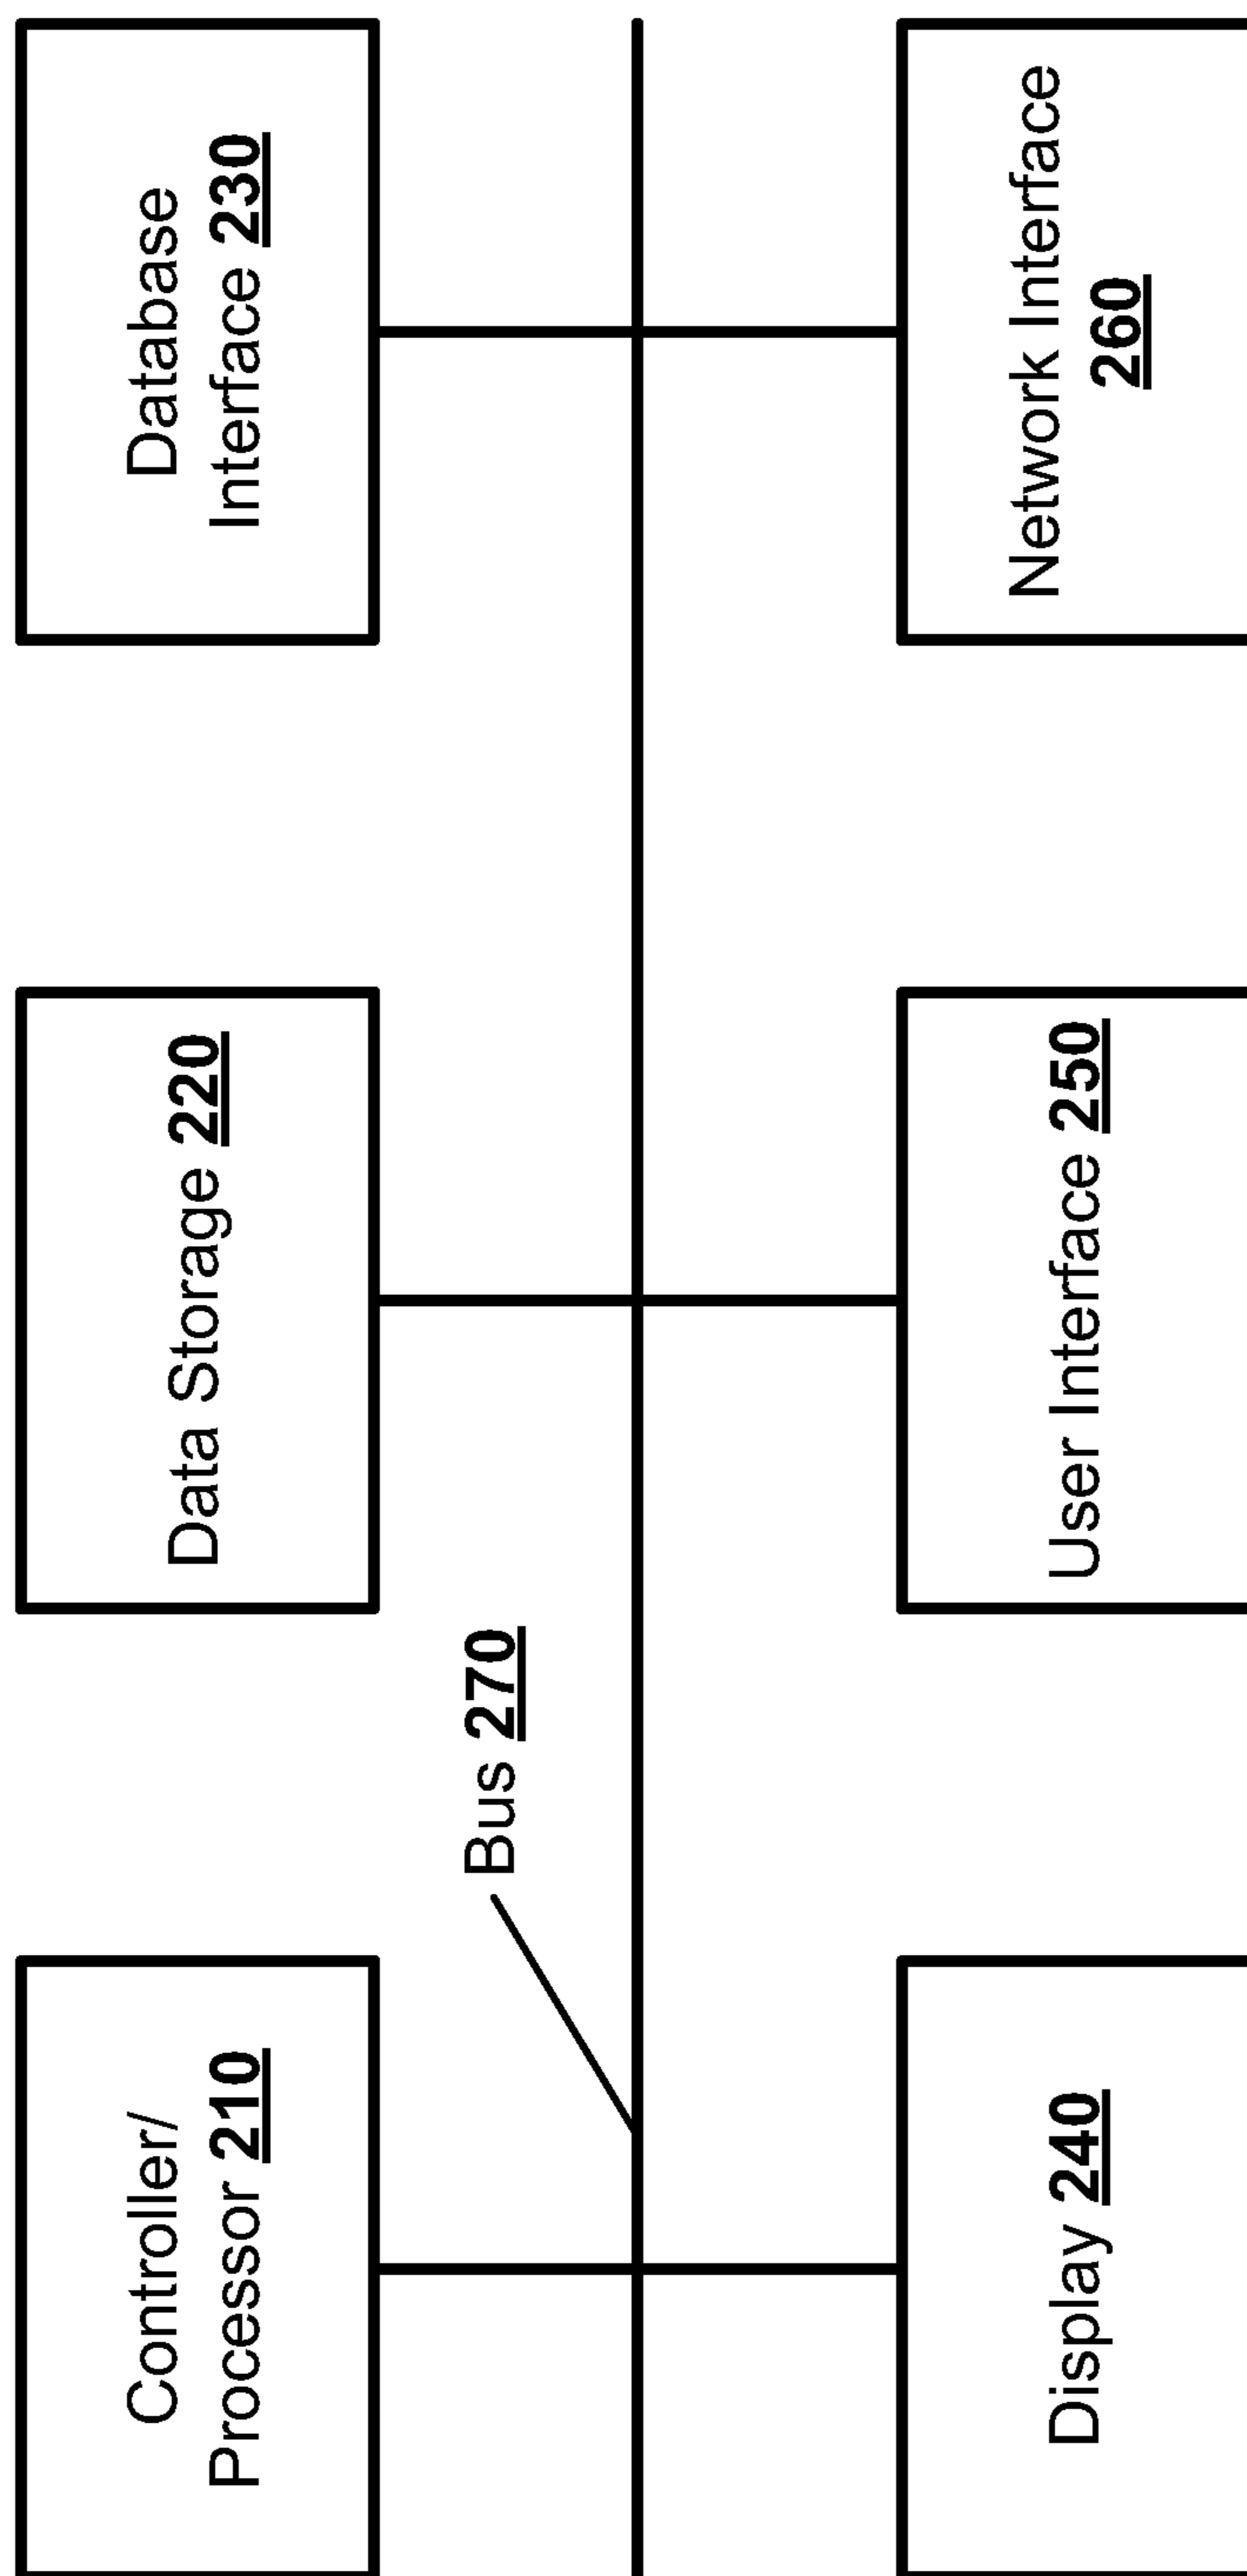 Controller/
Processor 210
Data Storage 220
Database
Interface 230
Bus 270
Display 240
User Interface 250
Network Interface
260